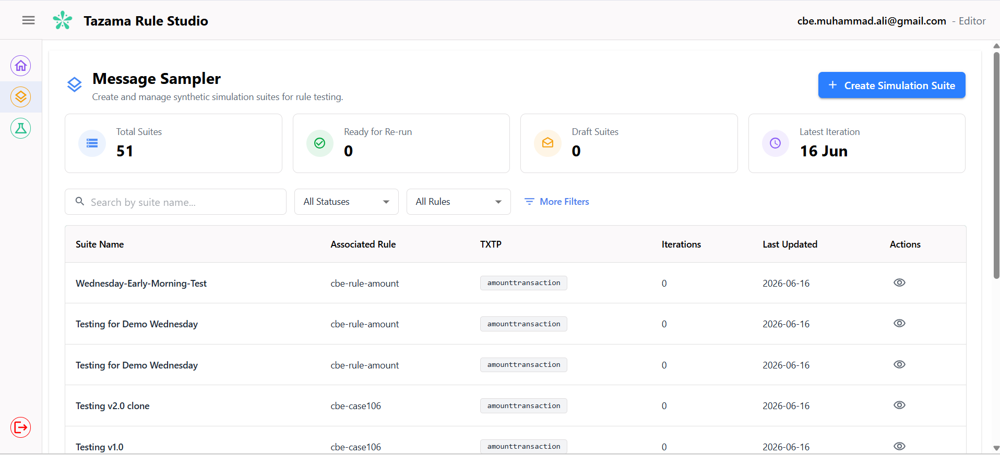 Tazama Rule Studio
cbe.muhammad.ali@gmail.com - Editor
Message Sampler
Create and manage synthetic simulation suites for rule testing.
+ Create Simulation Suite
Total Suites
51
Ready for Re-run
0
Draft Suites
0
Latest Iteration
16 Jun
Search by suite name...
All Statuses
All Rules
More Filters
Suite Name Associated Rule TXTP Iterations Last Updated Actions
Wednesday-Early-Morning-Test cbe-rule-amount amounttransaction 0 2026-06-16
Testing for Demo Wednesday cbe-rule-amount amounttransaction 0 2026-06-16
Testing for Demo Wednesday cbe-rule-amount amounttransaction 0 2026-06-16
Testing v2.0 clone cbe-case106 amounttransaction 0 2026-06-16
Testing v1.0 cbe-case106 amounttransaction 0 2026-06-16